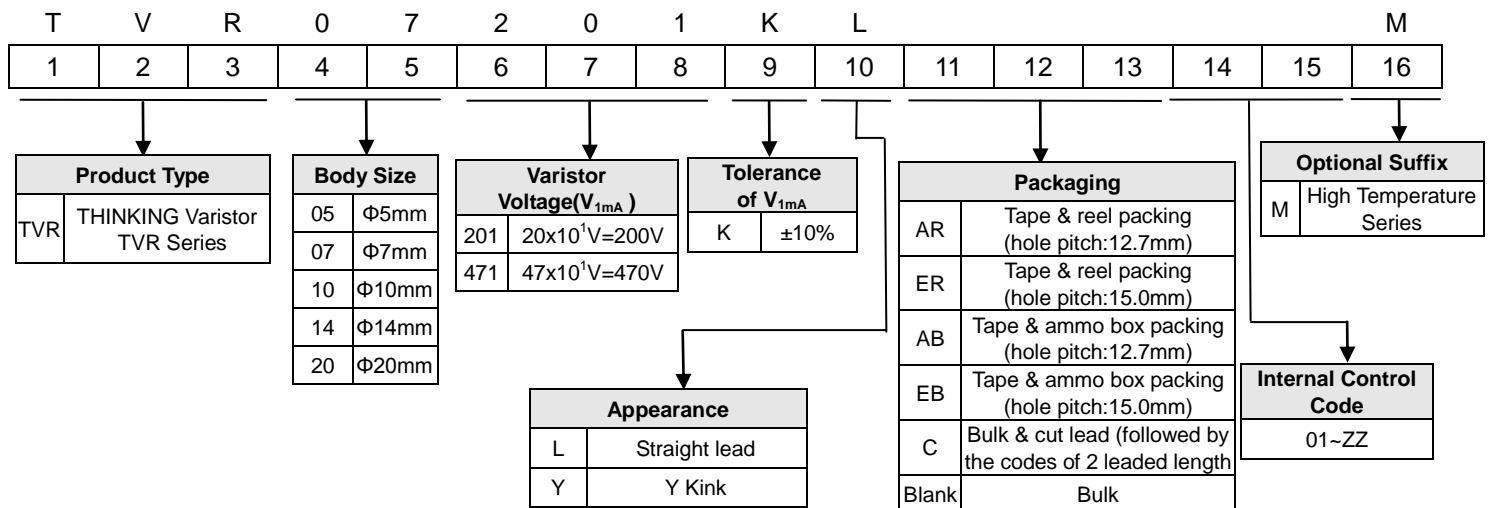 T V R 0 7 2 0 1 K L M
1 2 3 4 5 6 7 8 9 10 11 12 13 14 15 16
Product Type
TVR THINKING Varistor
TVR Series
Body Size
05 Φ5mm
07 Φ7mm
10 Φ10mm
14 Φ14mm
20 Φ20mm
Varistor
Voltage(V1mA )
201 20x10¹V=200V
471 47x10¹V=470V
Tolerance
of V1mA
K ±10%
Appearance
L Straight lead
Y Y Kink
Packaging
AR Tape & reel packing
(hole pitch:12.7mm)
ER Tape & reel packing
(hole pitch:15.0mm)
AB Tape & ammo box packing
(hole pitch:12.7mm)
EB Tape & ammo box packing
(hole pitch:15.0mm)
C Bulk & cut lead (followed by
the codes of 2 leaded length
Blank Bulk
Internal Control
Code
01~ZZ
Optional Suffix
M High Temperature
Series